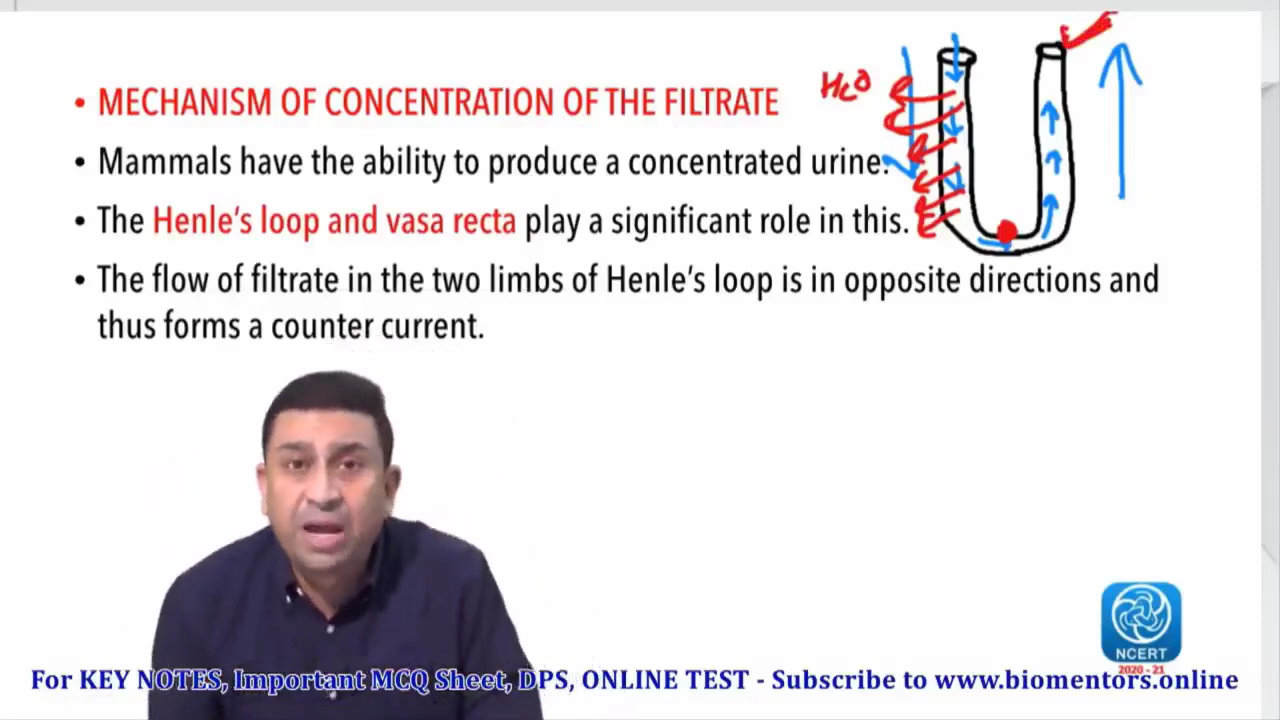 • MECHANISM OF CONCENTRATION OF THE FILTRATE
H₂O
• Mammals have the ability to produce a concentrated urine.
• The Henle's loop and vasa recta play a significant role in this.
• The flow of filtrate in the two limbs of Henle's loop is in opposite directions and
thus forms a counter current.
NCERT
2020 - 21
For KEY NOTES, Important MCQ Sheet, DPS, ONLINE TEST - Subscribe to www.biomentors.online